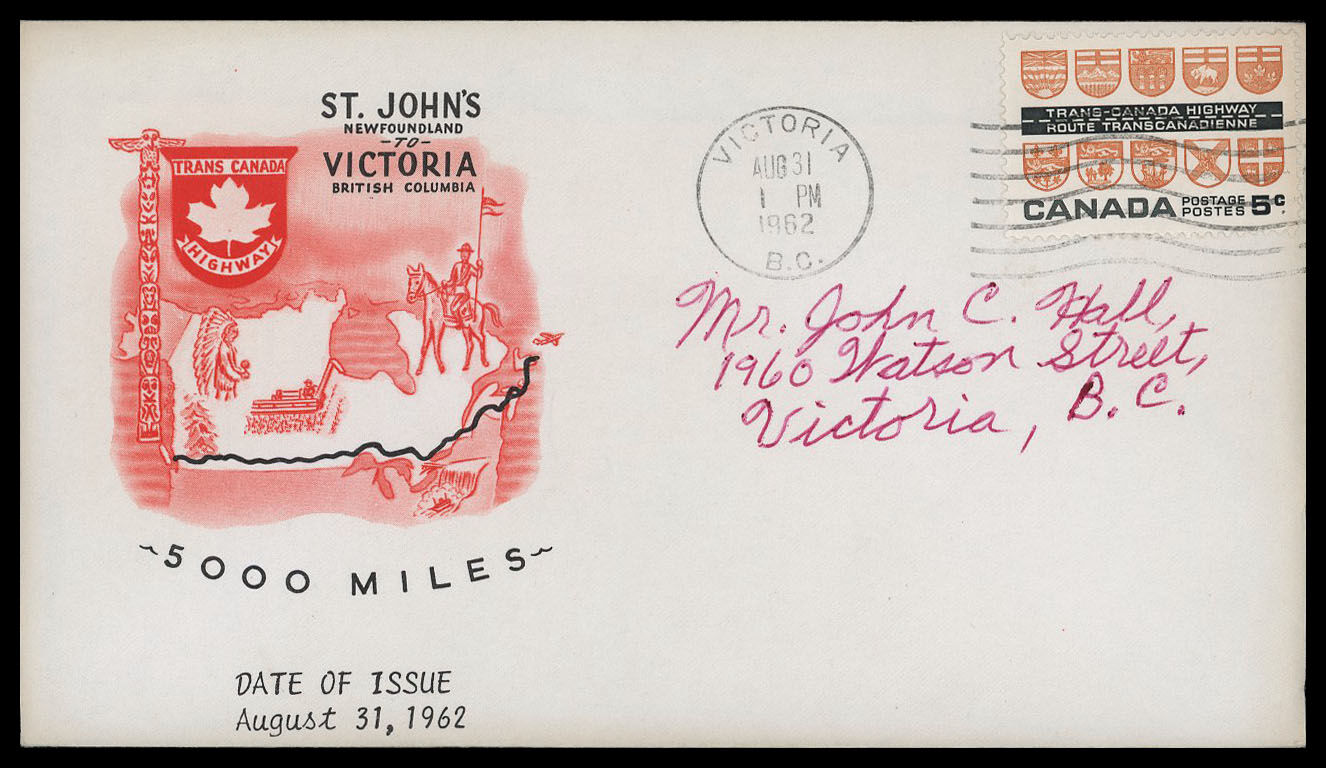 ST. JOHN'S
NEWFOUNDLAND
-TO-
VICTORIA
BRITISH COLUMBIA
TRANS CANADA
HIGHWAY
~5000 MILES~
DATE OF ISSUE
August 31, 1962
VICTORIA
AUG 31
1 PM
1962
B.C.
TRANS-CANADA HIGHWAY
ROUTE TRANSCANADIENNE
CANADA POSTAGE POSTES 5c.
Mr. John C. Hall,
1960 Watson Street,
Victoria, B.C.